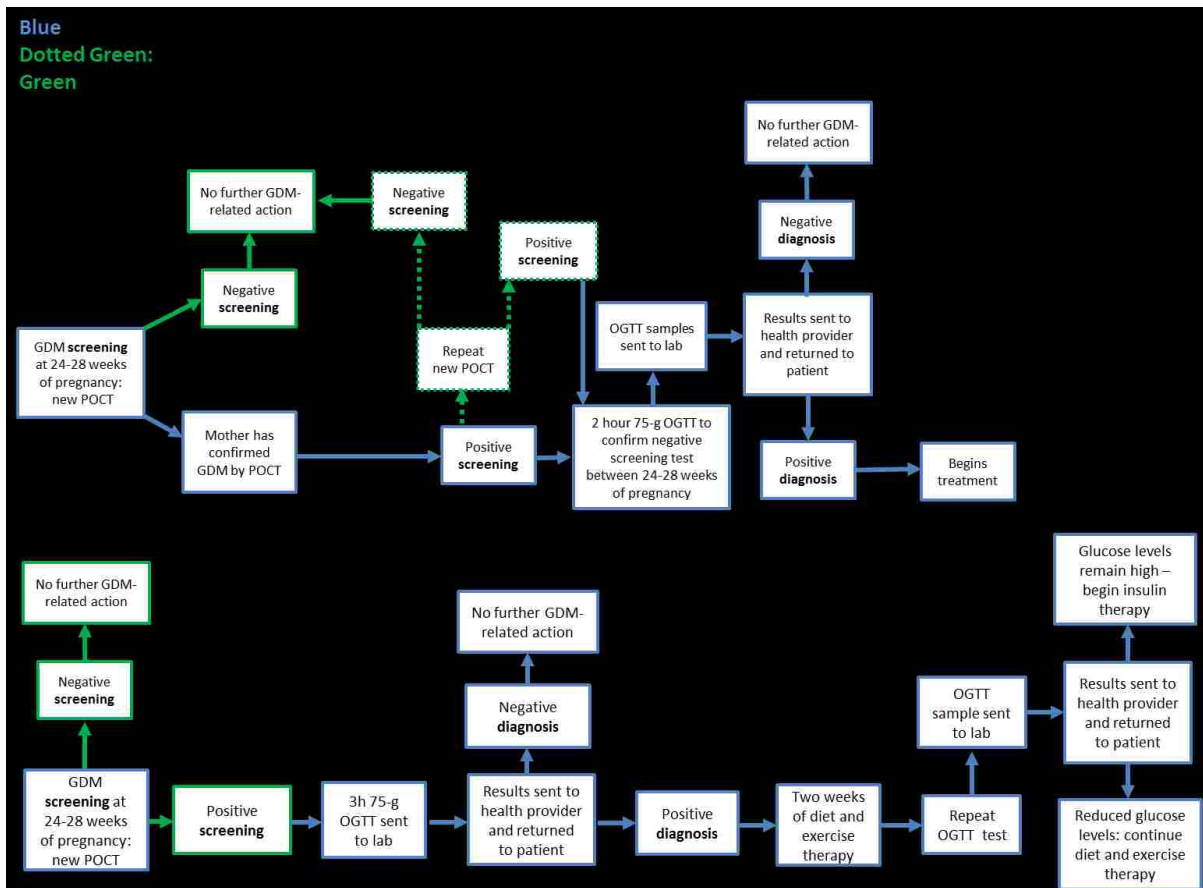 Blue
Dotted Green:
Green
No further GDM-
related action
No further GDM-
related action
Negative
screening
Negative
diagnosis
Positive
screening
Negative
screening
OGTT samples
sent to lab
Results sent to
health provider
and returned to
patient
GDM screening
at 24-28 weeks
of pregnancy:
new POCT
Repeat
new POCT
Mother has
confirmed
GDM by POCT
Positive
screening
2 hour 75-g OGTT to
confirm negative
screening test
between 24-28 weeks
of pregnancy
Positive
diagnosis
Begins
treatment
No further GDM-
related action
No further GDM-
related action
Glucose levels
remain high –
begin insulin
therapy
Negative
screening
Negative
diagnosis
OGTT
sample sent
to lab
Results sent to
health provider
and returned
to patient
GDM
screening at
24-28 weeks
of pregnancy:
new POCT
Positive
screening
3h 75-g
OGTT sent
to lab
Results sent to
health provider
and returned
to patient
Positive
diagnosis
Two weeks
of diet and
exercise
therapy
Repeat
OGTT test
Reduced glucose
levels: continue
diet and exercise
therapy